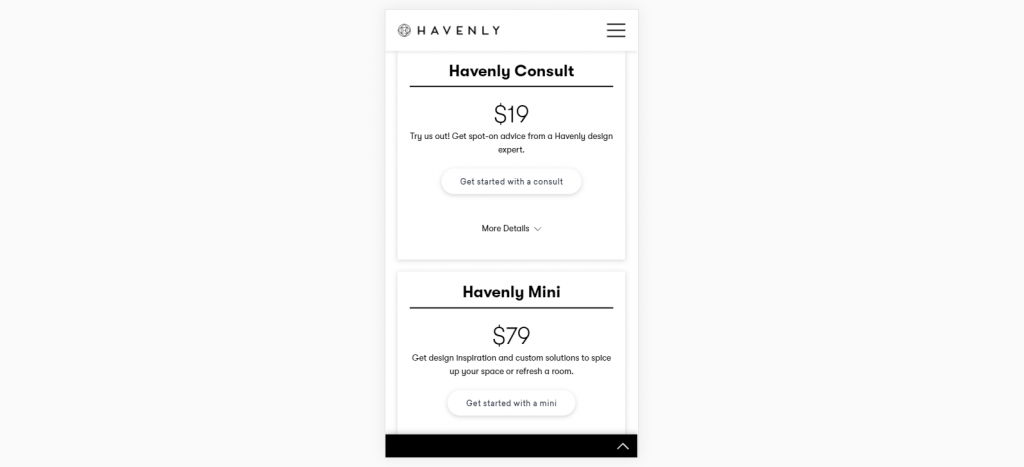 HAVENLY
Havenly Consult
$19
Try us out! Get spot-on advice from a Havenly design
expert.
Get started with a consult
More Details
Havenly Mini
$79
Get design inspiration and custom solutions to spice
up your space or refresh a room.
Get started with a mini